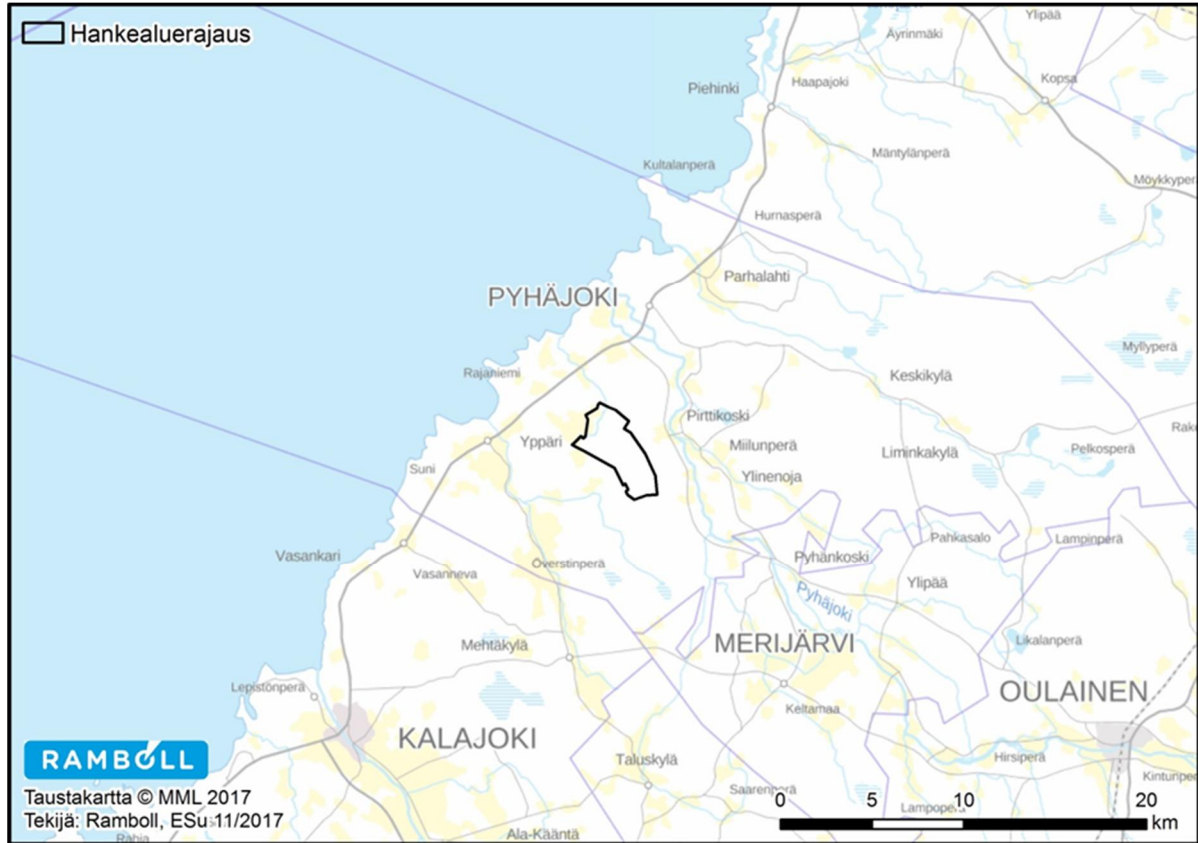 Hankealuerajaus
Ylipää
Äyrinmäki
Kopsa
Haapajoki
Piehinki
Mäntylänperä
Kultalanperä
Möykkyper
Hurnasperä
Parhalahti
PYHÄJOKI
Myllyperä
Rajaniemi
Keskikylä
Pirttikoski
Yppäri
Miilunperä
Liminkakylä
Pelkosperä
Suni
Ylinenoja
Vasankari
Pahkasalo
Lampinperä
Pyhänkoski
Överstinperä
Vasanneva
Ylipää
Pyhäjoki
Mehtäkylä
MERIJÄRVI
Likalanperä
Lepistönperä
OULAINEN
Keltamaa
KALAJOKI
Taluskylä
Hirsiperä
Kintunper
RAMBOLL
Saarenperä
Taustakartta © MML 2017
0 5 10 20
Lampoperä
Tekijä: Ramboll, ESu 11/2017
km
Ala-Kääntä